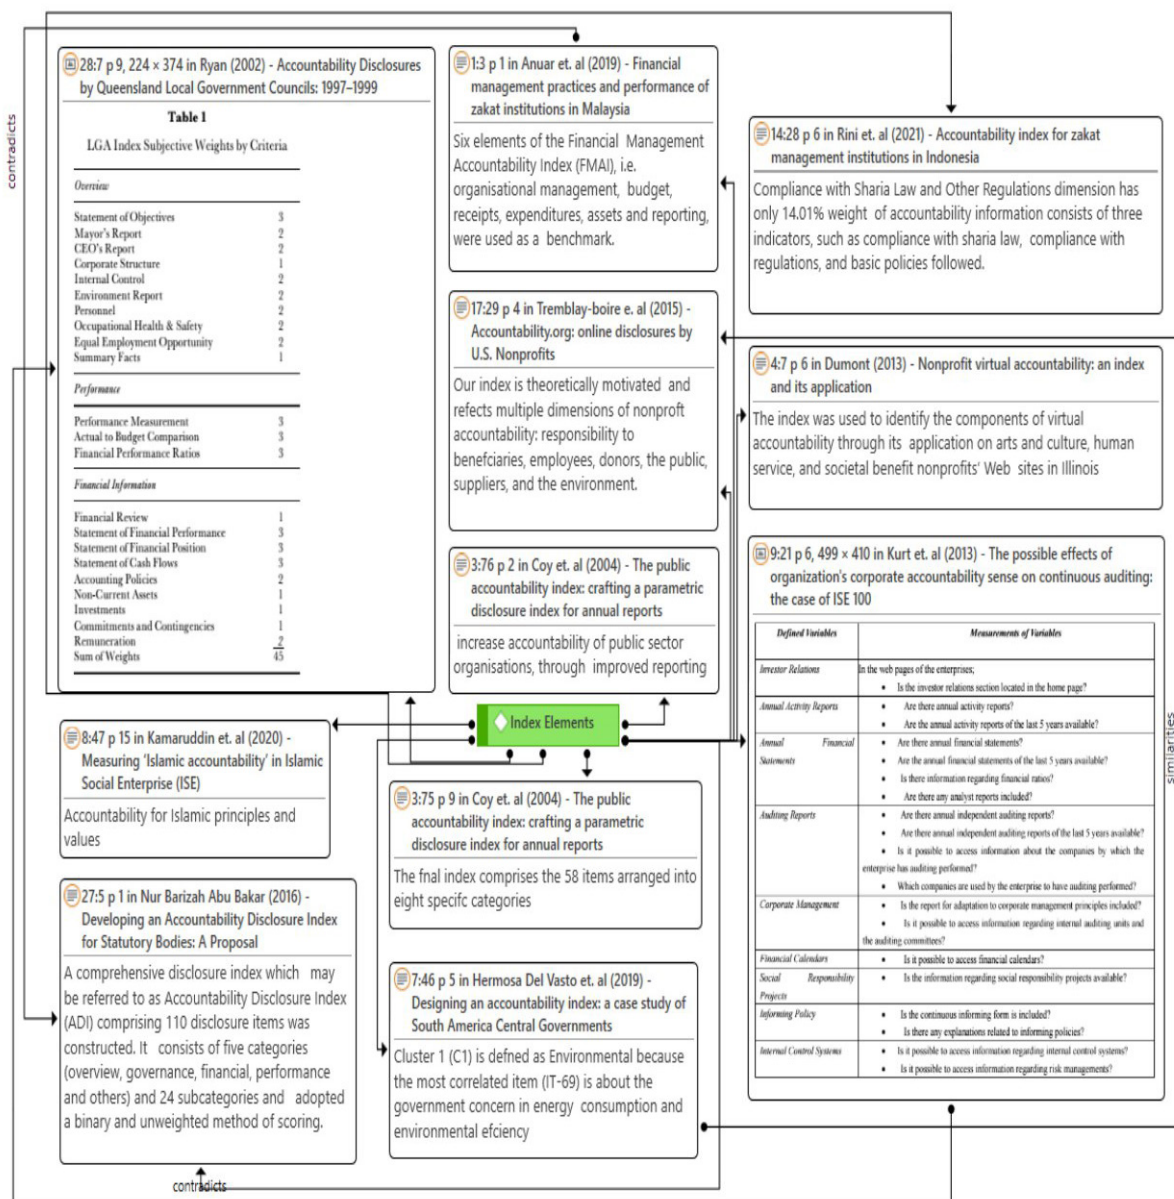 contradicts
28:7 p 9, 224 × 374 in Ryan (2002) - Accountability Disclosures
by Queensland Local Government Councils: 1997–1999
Table 1
LGA Index Subjective Weights by Criteria
Overview
Statement of Objectives 3
Mayor's Report 2
CEO's Report 2
Corporate Structure 1
Internal Control 2
Environment Report 2
Personnel 2
Occupational Health & Safety 2
Equal Employment Opportunity 2
Summary Facts 1
Performance
Performance Measurement 3
Actual to Budget Comparison 3
Financial Performance Ratios 3
Financial Information
Financial Review 1
Statement of Financial Performance 3
Statement of Financial Position 3
Statement of Cash Flows 3
Accounting Policies 2
Non-Current Assets 1
Investments 1
Commitments and Contingencies 1
Remuneration 2
Sum of Weights 45
1:3 p 1 in Anuar et. al (2019) - Financial
management practices and performance of
zakat institutions in Malaysia
Six elements of the Financial Management
Accountability Index (FMAI), i.e.
organisational management, budget,
receipts, expenditures, assets and reporting,
were used as a benchmark.
14:28 p 6 in Rini et. al (2021) - Accountability index for zakat
management institutions in Indonesia
Compliance with Sharia Law and Other Regulations dimension has
only 14.01% weight of accountability information consists of three
indicators, such as compliance with sharia law, compliance with
regulations, and basic policies followed.
17:29 p 4 in Tremblay-boire e. al (2015) -
Accountability.org: online disclosures by
U.S. Nonprofits
Our index is theoretically motivated and
refects multiple dimensions of nonproft
accountability: responsibility to
benefciaries, employees, donors, the public,
suppliers, and the environment.
4:7 p 6 in Dumont (2013) - Nonprofit virtual accountability: an index
and its application
The index was used to identify the components of virtual
accountability through its application on arts and culture, human
service, and societal benefit nonprofits' Web sites in Illinois
3:76 p 2 in Coy et. al (2004) - The public
accountability index: crafting a parametric
disclosure index for annual reports
increase accountability of public sector
organisations, through improved reporting
9:21 p 6, 499 × 410 in Kurt et. al (2013) - The possible effects of
organization's corporate accountability sense on continuous auditing:
the case of ISE 100
Defined Variables Measurements of Variables
Investor Relations In the web pages of the enterprises;
• Is the investor relations section located in the home page?
Annual Activity Reports • Are there annual activity reports?
• Are the annual activity reports of the last 5 years available?
Annual Financial • Are there annual financial statements?
Statements • Are the annual financial statements of the last 5 years available?
• Is there information regarding financial ratios?
• Are there any analyst reports included?
Auditing Reports • Are there annual independent auditing reports?
• Are there annual independent auditing reports of the last 5 years available?
• Is it possible to access information about the companies by which the
enterprise has auditing performed?
• Which companies are used by the enterprise to have auditing performed?
Corporate Management • Is the report for adaptation to corporate management principles included?
• Is it possible to access information regarding internal auditing units and
the auditing committees?
Financial Calendars • Is it possible to access financial calendars?
Social Responsibility • Is the information regarding social responsibility projects available?
Projects
Informing Policy • Is the continuous informing form is included?
• Is there any explanations related to informing policies?
Internal Control Systems • Is it possible to access information regarding internal control systems?
• Is it possible to access information regarding risk managements?
similarities
Index Elements
8:47 p 15 in Kamaruddin et. al (2020) -
Measuring 'Islamic accountability' in Islamic
Social Enterprise (ISE)
Accountability for Islamic principles and
values
3:75 p 9 in Coy et. al (2004) - The public
accountability index: crafting a parametric
disclosure index for annual reports
The fnal index comprises the 58 items arranged into
eight specifc categories
27:5 p 1 in Nur Barizah Abu Bakar (2016) -
Developing an Accountability Disclosure Index
for Statutory Bodies: A Proposal
A comprehensive disclosure index which may
be referred to as Accountability Disclosure Index
(ADI) comprising 110 disclosure items was
constructed. It consists of five categories
(overview, governance, financial, performance
and others) and 24 subcategories and adopted
a binary and unweighted method of scoring.
7:46 p 5 in Hermosa Del Vasto et. al (2019) -
Designing an accountability index: a case study of
South America Central Governments
Cluster 1 (C1) is defned as Environmental because
the most correlated item (IT-69) is about the
government concern in energy consumption and
environmental efciency
contradicts